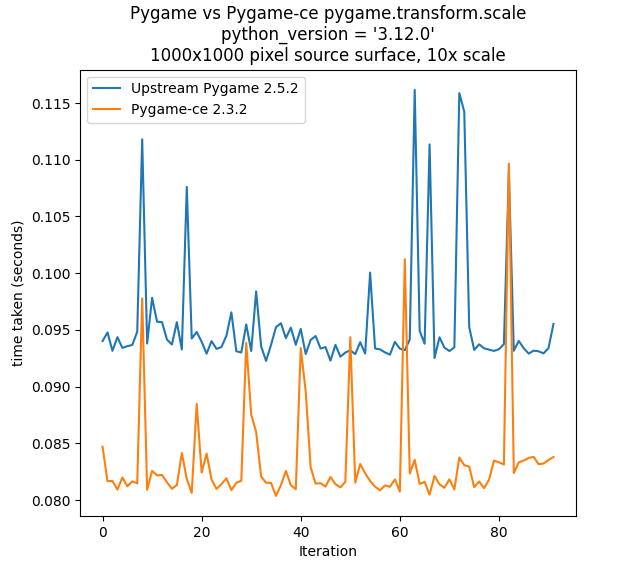 Pygame vs Pygame-ce pygame.transform.scale
python_version = '3.12.0'
1000x1000 pixel source surface, 10x scale
Upstream Pygame 2.5.2
Pygame-ce 2.3.2
time taken (seconds)
0.115
0.110
0.105
0.100
0.095
0.090
0.085
0.080
0 20 40 60 80
Iteration